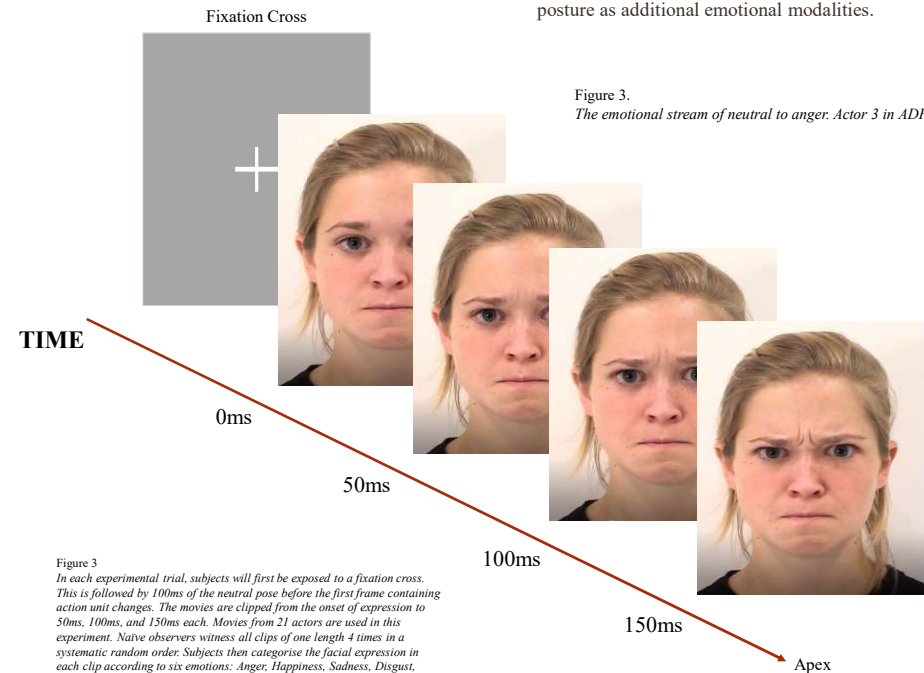 posture as additional emotional modalities.
Fixation Cross
Figure 3.
The emotional stream of neutral to anger. Actor 3 in ADF
TIME
0ms
50ms
100ms
150ms
Apex
Figure 3
In each experimental trial, subjects will first be exposed to a fixation cross.
This is followed by 100ms of the neutral pose before the first frame containing
action unit changes. The movies are clipped from the onset of expression to
50ms, 100ms, and 150ms each. Movies from 21 actors are used in this
experiment. Naïve observers witness all clips of one length 4 times in a
systematic random order. Subjects then categorise the facial expression in
each clip according to six emotions: Anger, Happiness, Sadness, Disgust,